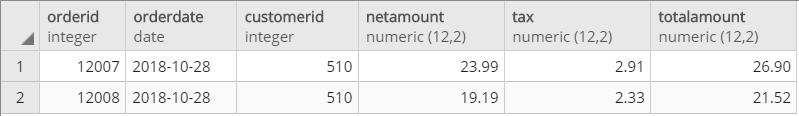 orderid orderdate customerid netamount tax totalamount
integer date integer numeric (12,2) numeric (12,2) numeric (12,2)
1 12007 2018-10-28 510 23.99 2.91 26.90
2 12008 2018-10-28 510 19.19 2.33 21.52